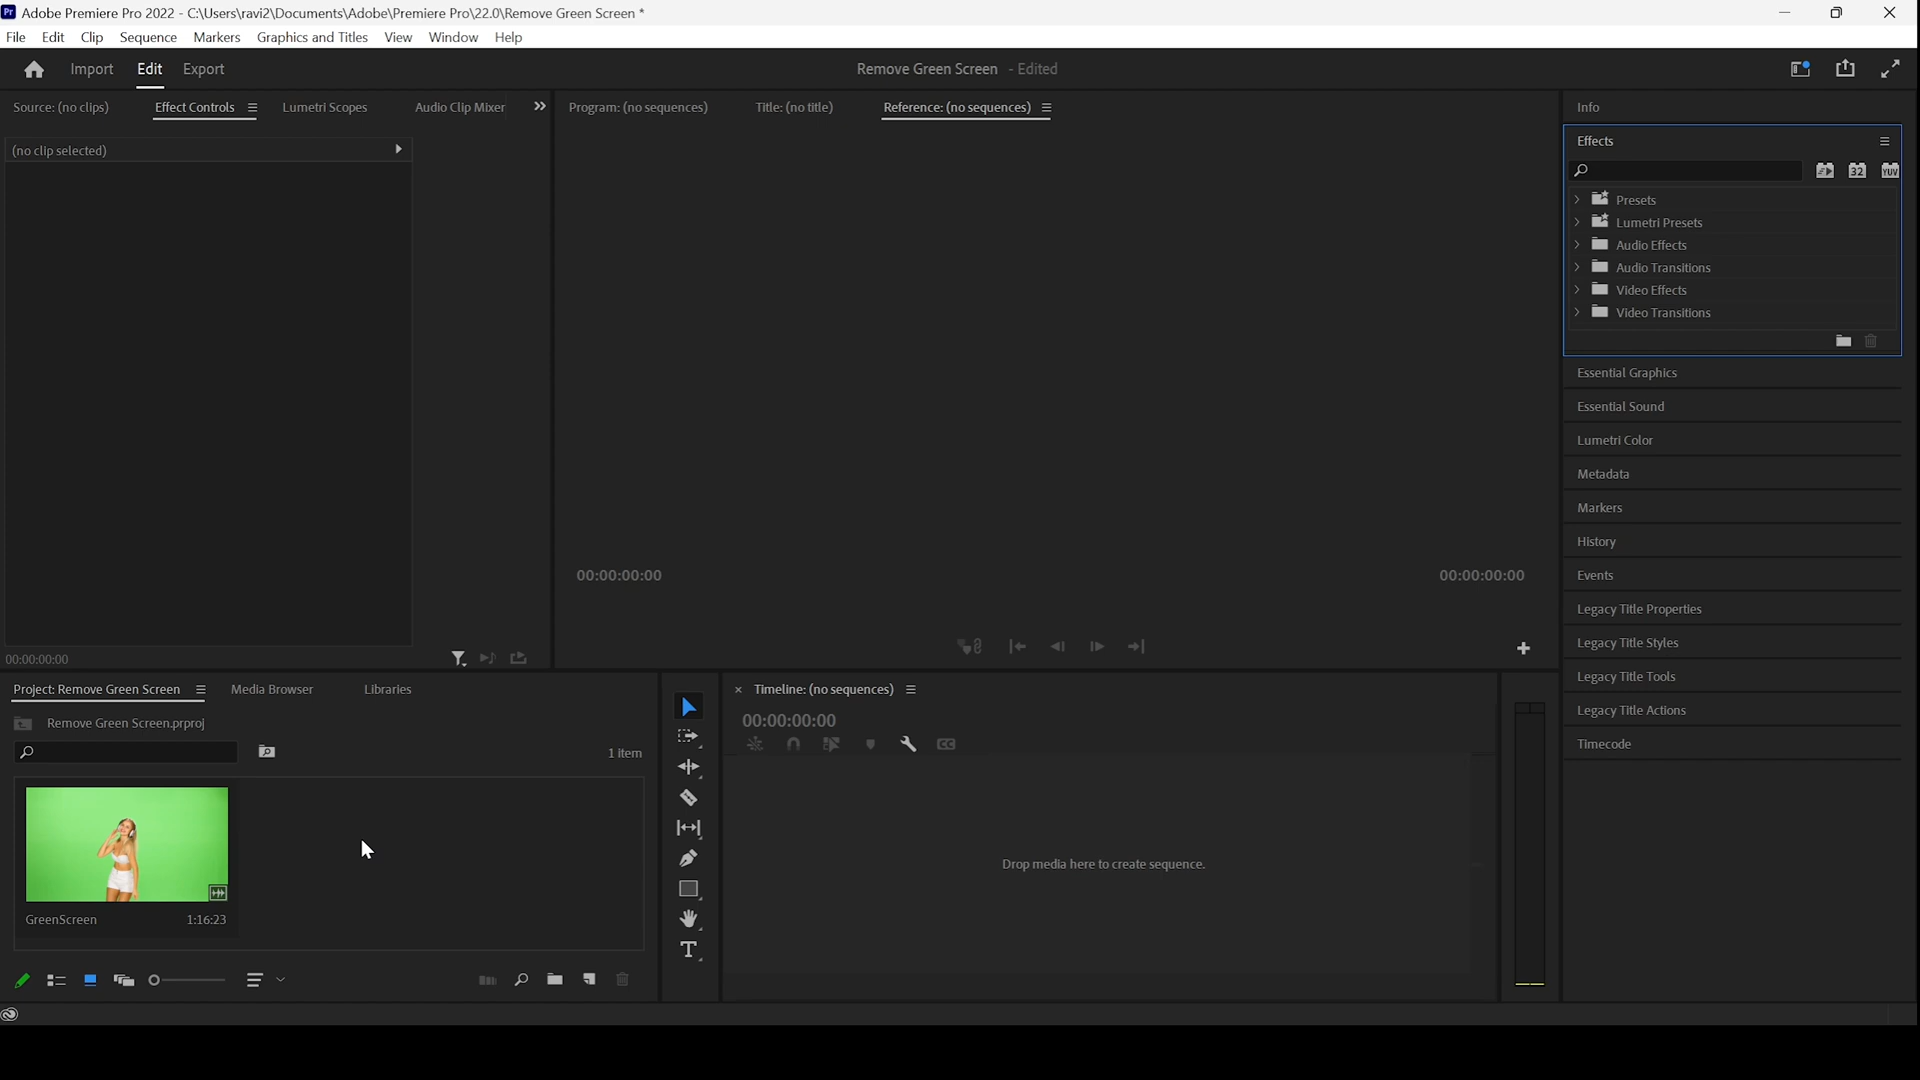 Pr Adobe Premiere Pro 2022 - C:\Users\ravi2\Documents\Adobe\Premiere Pro\22.0\Remove Green Screen *
File Edit Clip Sequence Markers Graphics and Titles View Window Help
Import Edit Export
Remove Green Screen - Edited
Source: (no clips) Effect Controls Lumetri Scopes Audio Clip Mixer
Program: (no sequences) Title: (no title) Reference: (no sequences)
(no clip selected)
00:00:00:00
00:00:00:00 00:00:00:00
Info
Effects
32 YUV
Presets
Lumetri Presets
Audio Effects
Audio Transitions
Video Effects
Video Transitions
Essential Graphics
Essential Sound
Lumetri Color
Metadata
Markers
History
Events
Legacy Title Properties
Legacy Title Styles
Legacy Title Tools
Legacy Title Actions
Timecode
Project: Remove Green Screen Media Browser Libraries
Remove Green Screen.prproj
1 item
GreenScreen 1:16:23
T
× Timeline: (no sequences)
00:00:00:00
CC
Drop media here to create sequence.